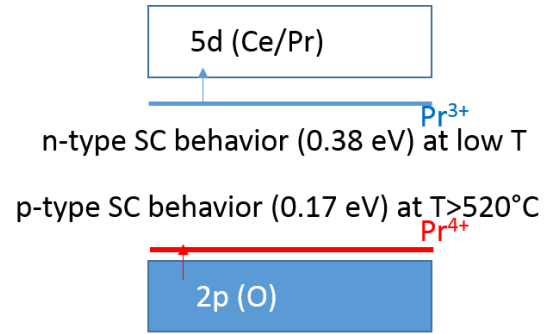 5d (Ce/Pr)
Pr³⁺
n-type SC behavior (0.38 eV) at low T
p-type SC behavior (0.17 eV) at T>520°C
Pr⁴⁺
2p (O)